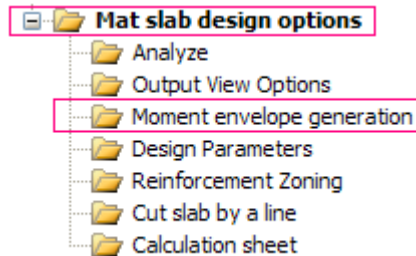 Mat slab design options
Analyze
Output View Options
Moment envelope generation
Design Parameters
Reinforcement Zoning
Cut slab by a line
Calculation sheet